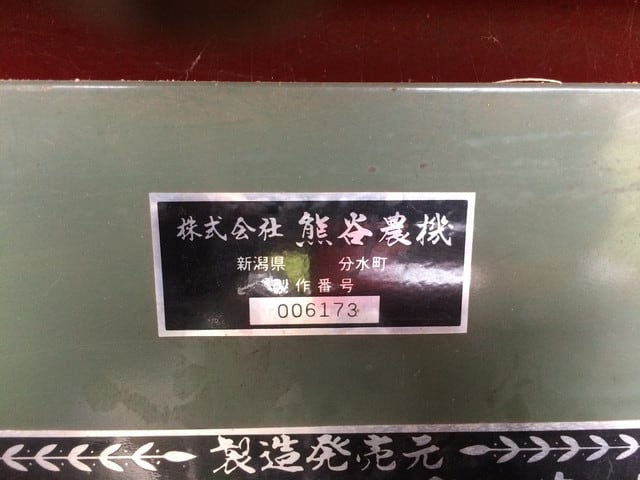 株式会社 熊谷農機
新潟県 分水町
製作番号
006173
製造発売元